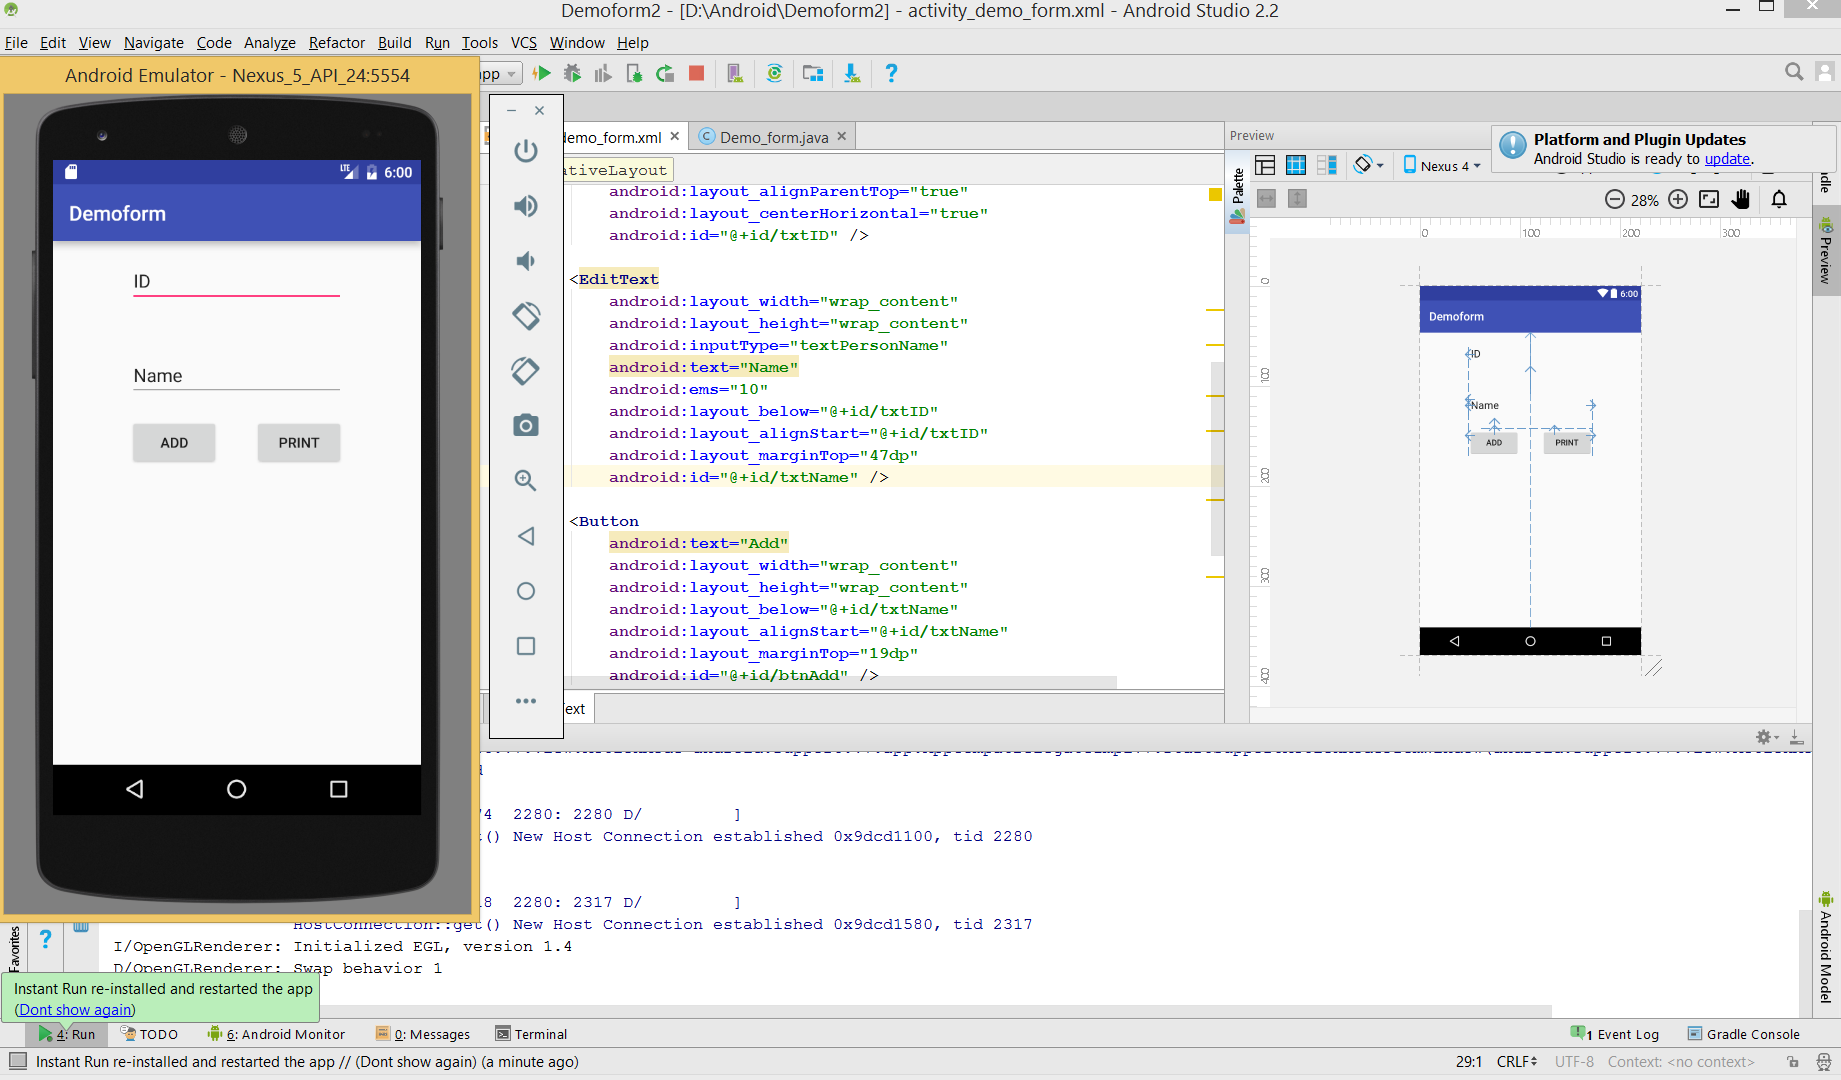 Demoform2 - [D:\Android\Demoform2] - activity_demo_form.xml - Android Studio 2.2
File Edit View Navigate Code Analyze Refactor Build Run Tools VCS Window Help
Android Emulator - Nexus_5_API_24:5554
app
LTE 6:00
Demoform
ID
Name
ADD PRINT
demo_form.xml Demo_form.java
ativeLayout
android:layout_alignParentTop="true"
android:layout_centerHorizontal="true"
android:id="@+id/txtID" />
<EditText
android:layout_width="wrap_content"
android:layout_height="wrap_content"
android:inputType="textPersonName"
android:text="Name"
android:ems="10"
android:layout_below="@+id/txtID"
android:layout_alignStart="@+id/txtID"
android:layout_marginTop="47dp"
android:id="@+id/txtName" />
<Button
android:text="Add"
android:layout_width="wrap_content"
android:layout_height="wrap_content"
android:layout_below="@+id/txtName"
android:layout_alignStart="@+id/txtName"
android:layout_marginTop="19dp"
android:id="@+id/btnAdd" />
ext
Preview
Platform and Plugin Updates
Android Studio is ready to update.
Palette
Nexus 4
28%
0 100 200 300
0
100
200
300
400
6:00
Demoform
ID
Name
ADD PRINT
dle
Preview
Android Model
d
74 2280: 2280 D/ ]
t() New Host Connection established 0x9dcd1100, tid 2280
18 2280: 2317 D/ ]
HostConnection::get() New Host Connection established 0x9dcd1580, tid 2317
I/OpenGLRenderer: Initialized EGL, version 1.4
D/OpenGLRenderer: Swap behavior 1
Favorites
Instant Run re-installed and restarted the app
(Dont show again)
4: Run TODO 6: Android Monitor 0: Messages Terminal 1 Event Log Gradle Console
Instant Run re-installed and restarted the app // (Dont show again) (a minute ago) 29:1 CRLF UTF-8 Context: <no context>